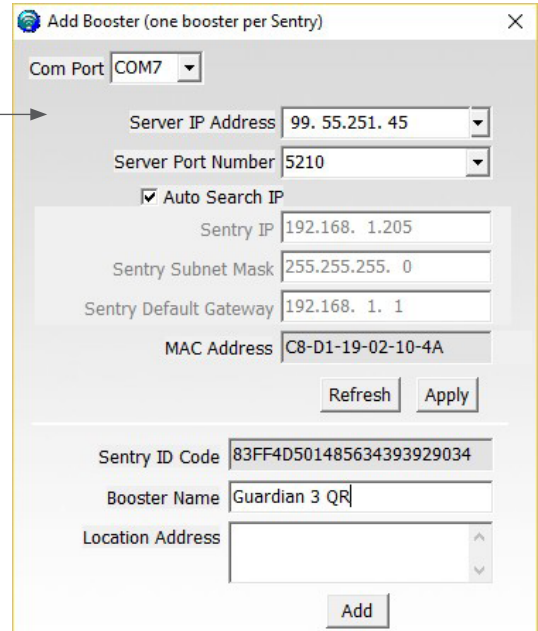 Add Booster (one booster per Sentry)
Com Port COM7
Server IP Address 99. 55.251. 45
Server Port Number 5210
Auto Search IP
Sentry IP 192.168. 1.205
Sentry Subnet Mask 255.255.255. 0
Sentry Default Gateway 192.168. 1. 1
MAC Address C8-D1-19-02-10-4A
Refresh Apply
Sentry ID Code 83FF4D501485634393929034
Booster Name Guardian 3 QR
Location Address
Add